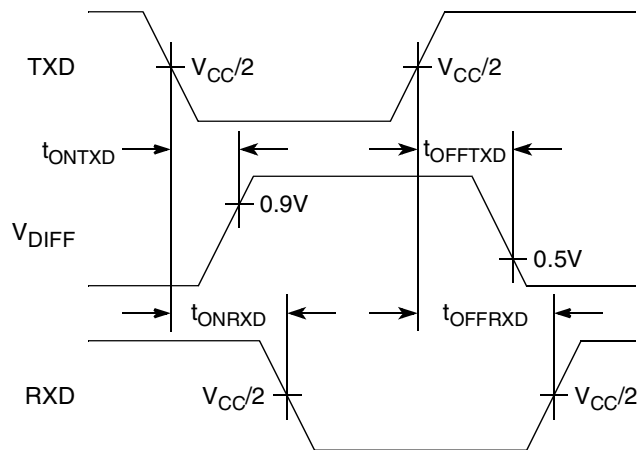 TXD
VCC/2
VCC/2
tONTXD
tOFFTXD
VDIFF
0.9V
0.5V
tONRXD
tOFFRXD
RXD
VCC/2
VCC/2